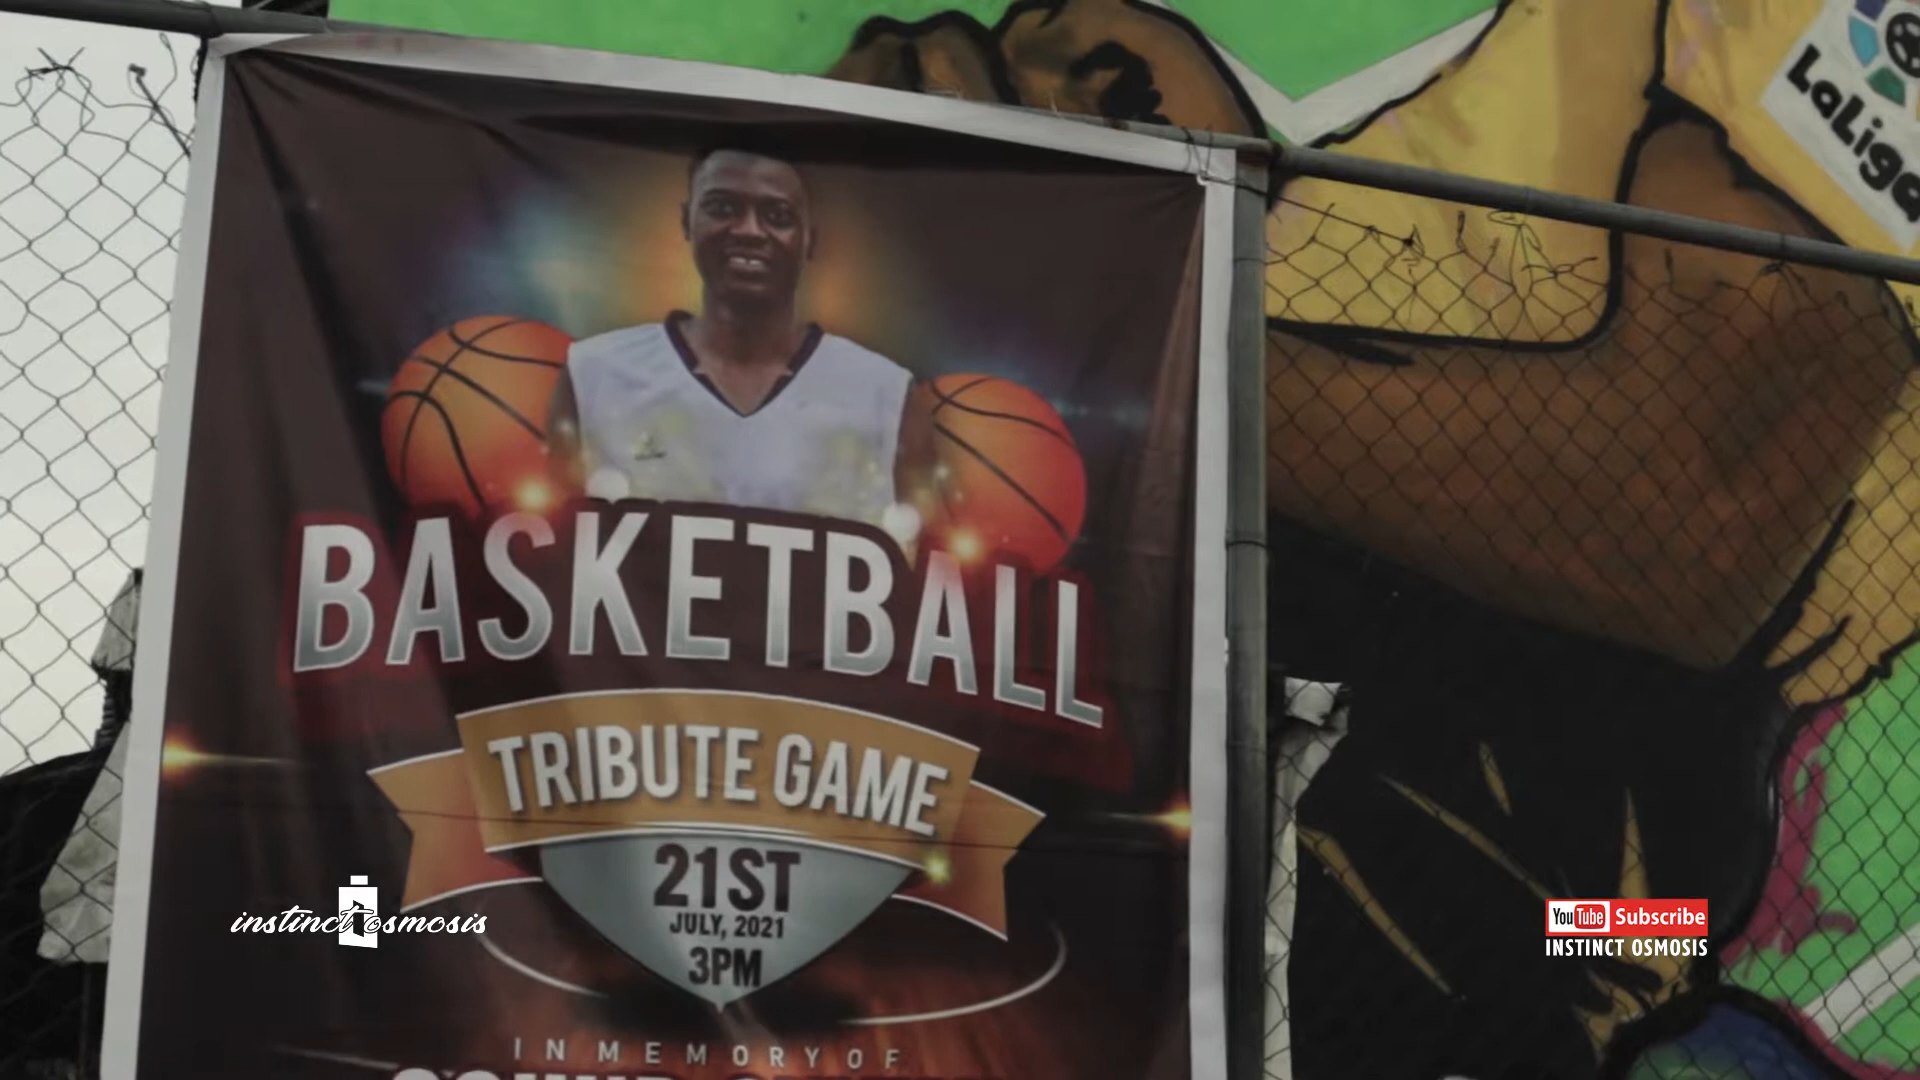 LaLiga
BASKETBALL
TRIBUTE GAME
21ST
JULY, 2021
3PM
IN MEMORY OF
instinct osmosis
YouTube Subscribe
INSTINCT OSMOSIS